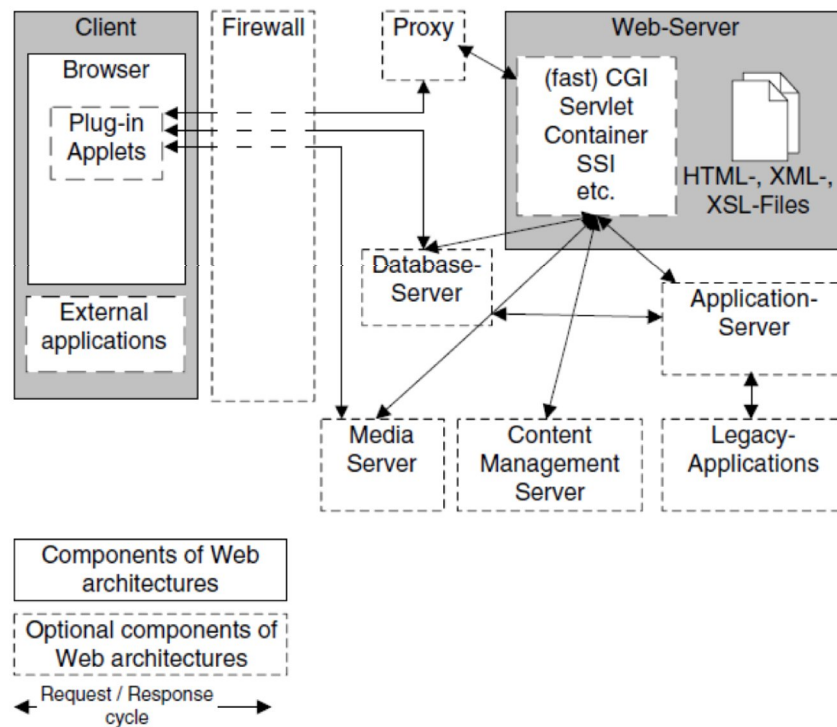 Client
Firewall
Proxy
Web-Server
Browser
Plug-in
Applets
(fast) CGI
Servlet
Container
SSI
etc.
HTML-, XML-,
XSL-Files
External
applications
Database-
Server
Application-
Server
Media
Server
Content
Management
Server
Legacy-
Applications
Components of Web
architectures
Optional components of
Web architectures
Request / Response
cycle